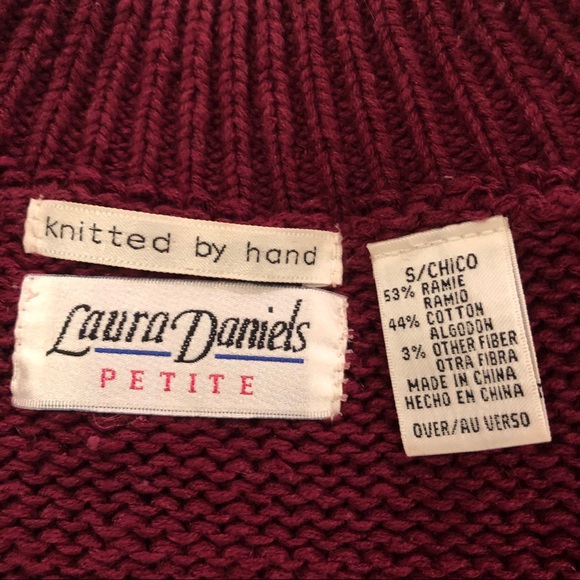 knitted by hand
Laura Daniels
PETITE
S/CHICO
53% RAMIE
RAMIO
44% COTTON
ALGODON
3% OTHER FIBER
OTRA FIBRA
MADE IN CHINA
HECHO EN CHINA
OVER/AU VERSO